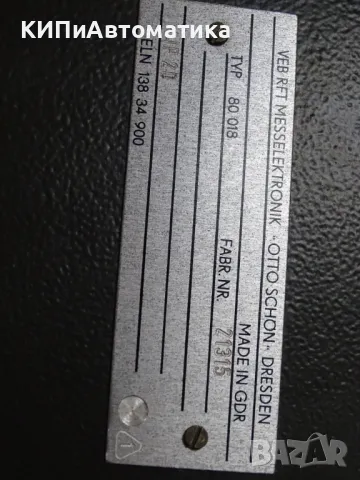 КИПиАвтоматика
VEB RFT MESSELEKTRONIK „OTTO SCHÖN“ DRESDEN
MADE IN GDR
TYP 80 018
FABR. NR. 21315
ELN 138 34 900
BAZAR